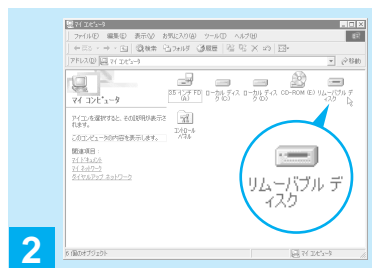 マイ コンピュータ
ファイル(F) 編集(E) 表示(V) お気に入り(A) ツール(T) ヘルプ(H)
戻る 検索 フォルダ 履歴
アドレス(D) マイ コンピュータ 移動
マイ コンピュータ
3.5 インチ FD (A)
ローカル ディスク (C)
ローカル ディスク (D)
CD-ROM (E)
リムーバブル ディスク
コントロール パネル
アイコンを選択すると、その説明が表示されます。
このコンピュータの内容を表示します。
関連項目:
マイ ドキュメント
マイ ネットワーク
ダイヤルアップ ネットワーク
リムーバブル デ
ィスク
6 個のオブジェクト
マイ コンピュータ
2